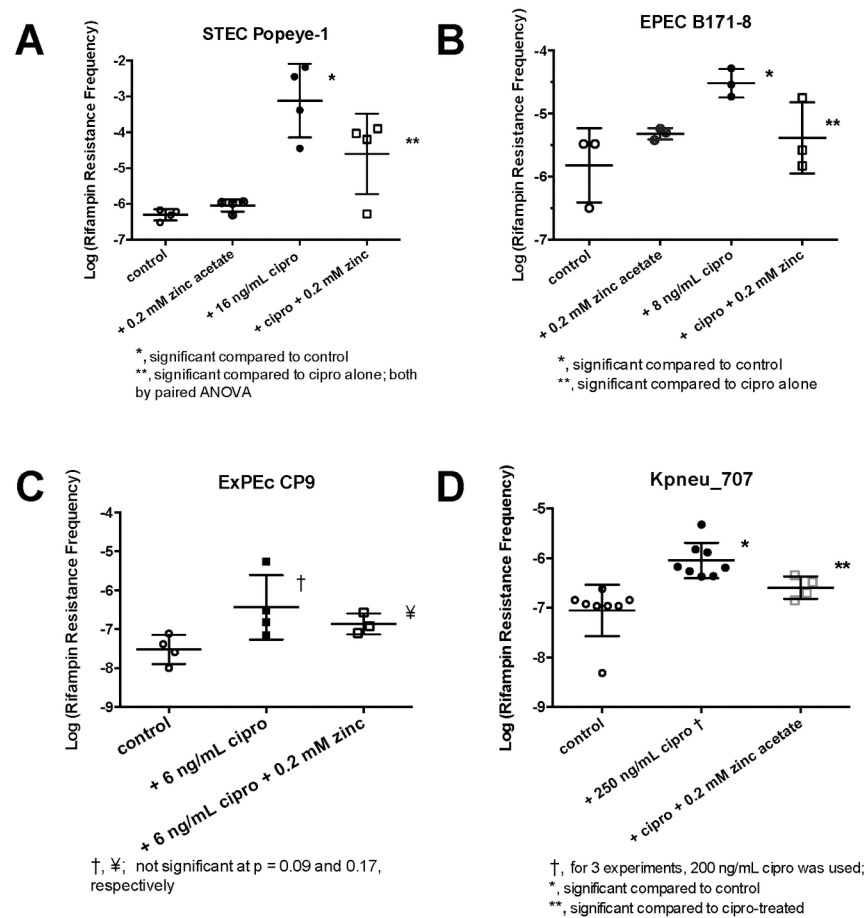 A
STEC Popeye-1
Log (Rifampin Resistance Frequency)
-2
-3
-4
-5
-6
-7
*
**
control
+ 0.2 mM zinc acetate
+ 16 ng/mL cipro
+ cipro + 0.2 mM zinc
*, significant compared to control
**, significant compared to cipro alone; both
by paired ANOVA
B
EPEC B171-8
Log (Rifampin Resistance Frequency)
-4
-5
-6
-7
*
**
control
+ 0.2 mM zinc acetate
+ 8 ng/mL cipro
+ cipro + 0.2 mM zinc
*, significant compared to control
**, significant compared to cipro alone
C
ExPEc CP9
Log (Rifampin Resistance Frequency)
-4
-5
-6
-7
-8
-9
†
¥
control
+ 6 ng/mL cipro
+ 6 ng/mL cipro + 0.2 mM zinc
†, ¥; not significant at p = 0.09 and 0.17,
respectively
D
Kpneu_707
Log (Rifampin Resistance Frequency)
-5
-6
-7
-8
-9
*
**
control
+ 250 ng/mL cipro †
+ cipro + 0.2 mM zinc acetate
†, for 3 experiments, 200 ng/mL cipro was used;
*, significant compared to control
**, significant compared to cipro-treated